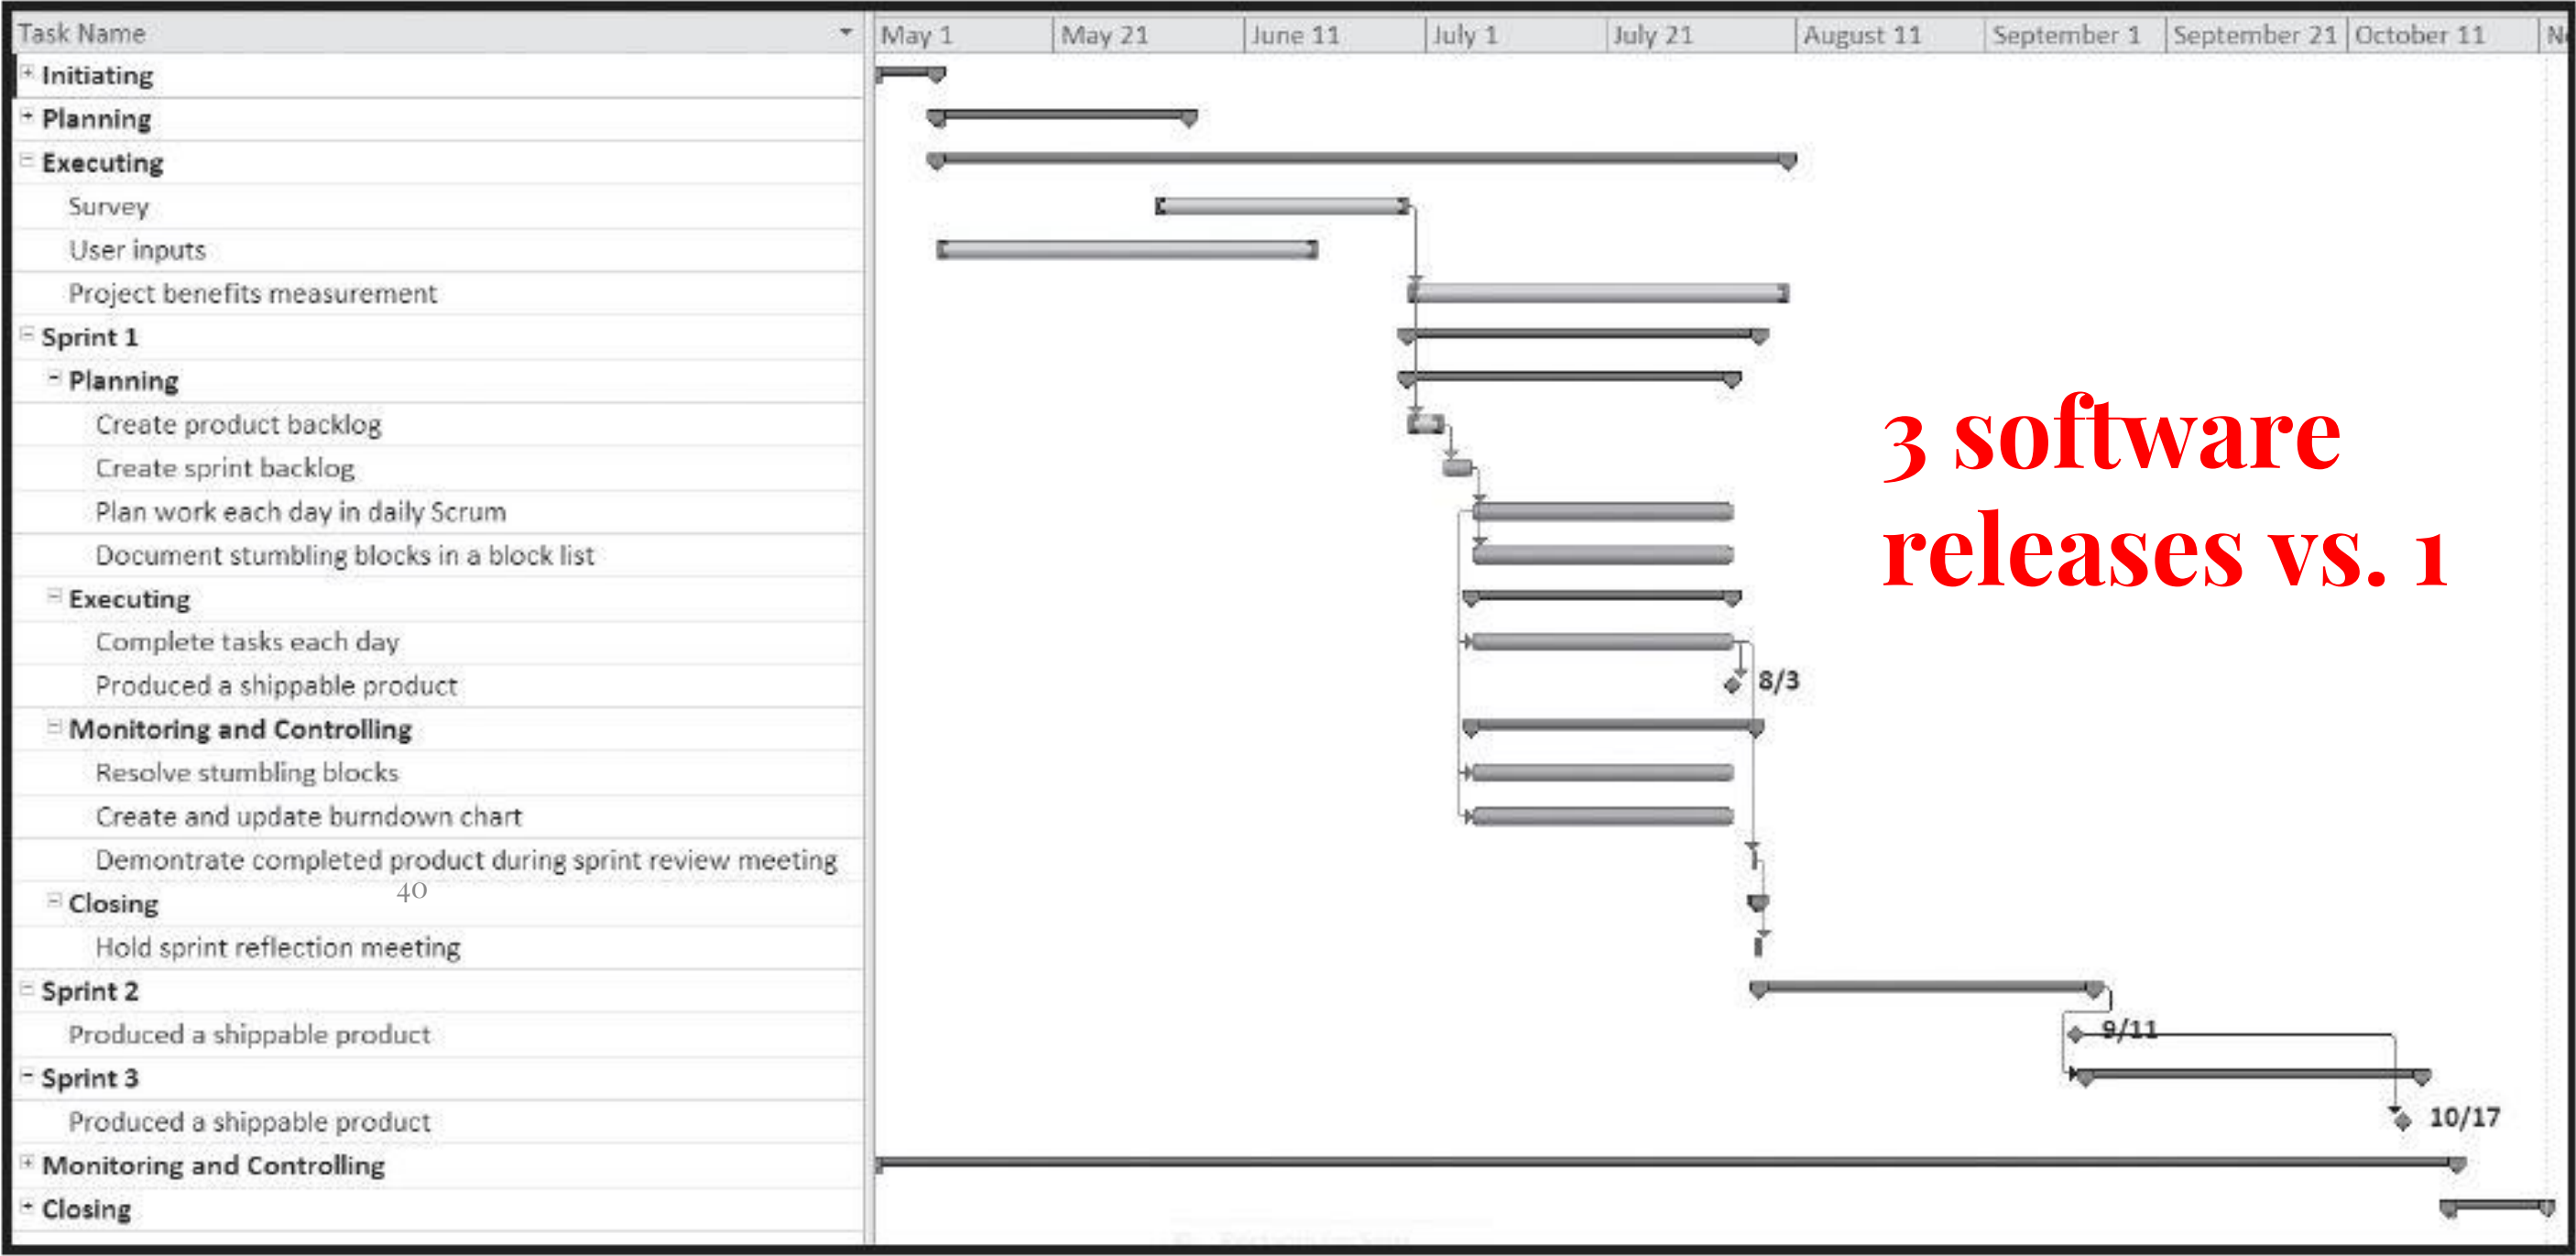 Task Name May 1 May 21 June 11 July 1 July 21 August 11 September 1 September 21 October 11
Initiating
Planning
Executing
Survey
User inputs
Project benefits measurement
Sprint 1
Planning
Create product backlog
Create sprint backlog
Plan work each day in daily Scrum
Document stumbling blocks in a block list
Executing
Complete tasks each day
Produced a shippable product 8/3
Monitoring and Controlling
Resolve stumbling blocks
Create and update burndown chart
Demontrate completed product during sprint review meeting
40
Closing
Hold sprint reflection meeting
Sprint 2
Produced a shippable product 9/11
Sprint 3
Produced a shippable product 10/17
Monitoring and Controlling
Closing
3 software
releases vs. 1